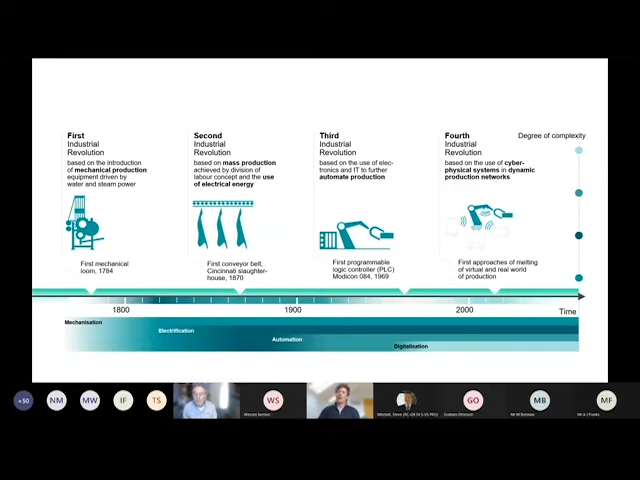 First
Industrial
Revolution
based on the introduction
of mechanical production
equipment driven by
water and steam power
First mechanical
loom, 1784
Second
Industrial
Revolution
based on mass production
achieved by division of
labour concept and the use
of electrical energy
First conveyor belt,
Cincinnati slaughter-
house, 1870
Third
Industrial
Revolution
based on the use of elec-
tronics and IT to further
automate production
First programmable
logic controller (PLC)
Modicon 084, 1969
Fourth
Industrial
Revolution
based on the use of cyber-
physical systems in dynamic
production networks
First approaches of melting
of virtual and real world
of production
Degree of complexity
1800
1900
2000
Time
Mechanisation
Electrification
Automation
Digitalisation
+50
NM
MW
IF
TS
WS
GO
MB
MF
Mr A J Franks